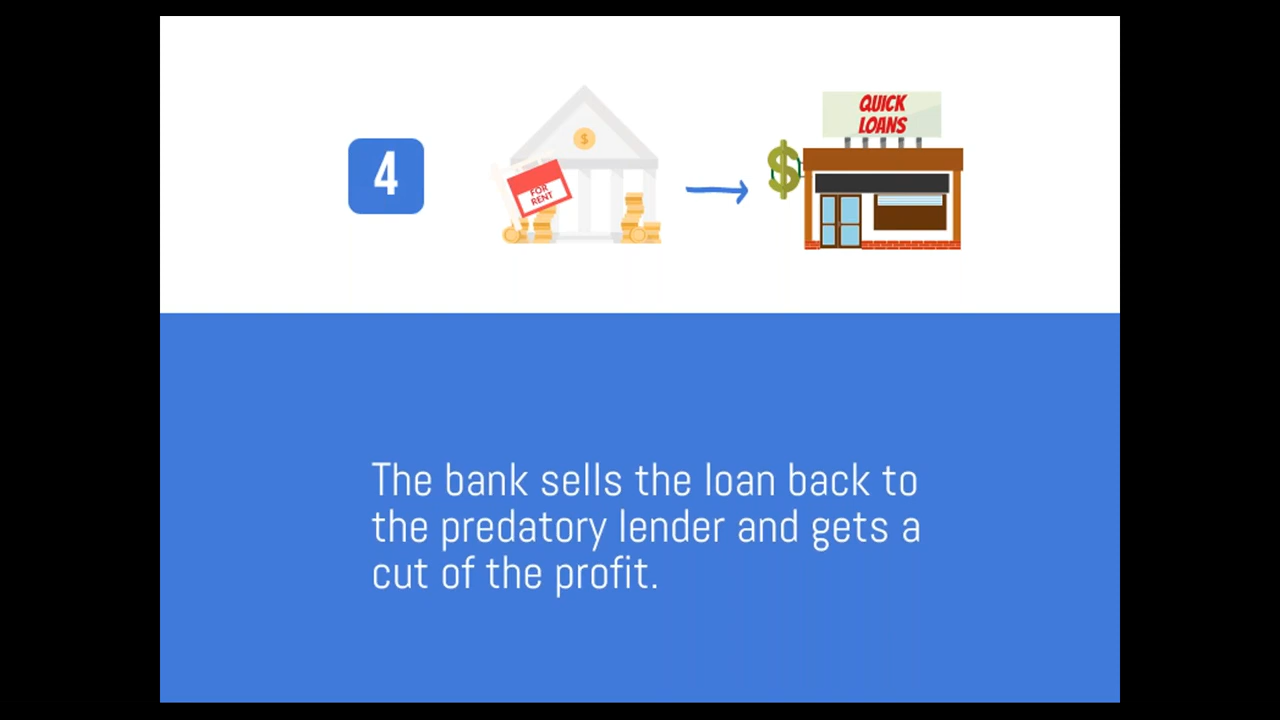 4
FOR
RENT
$
$
QUICK
LOANS
The bank sells the loan back to
the predatory lender and gets a
cut of the profit.